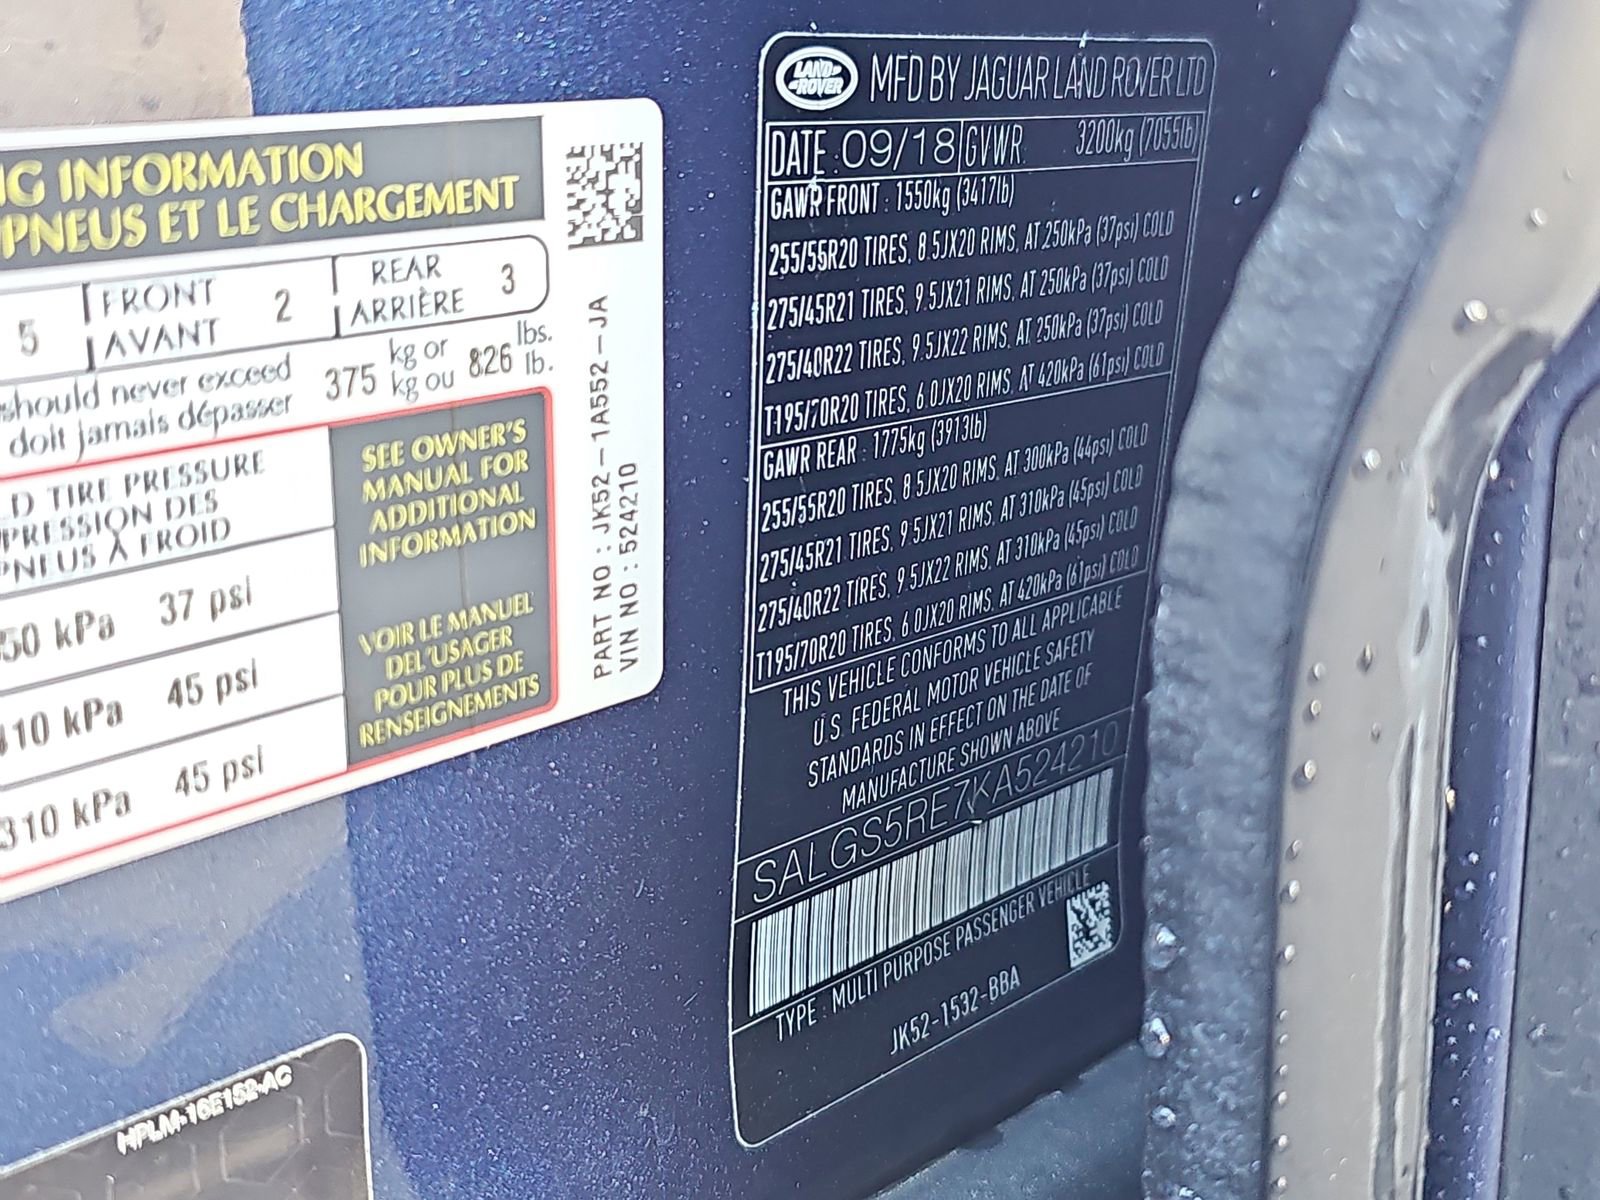 INFORMATION
PNEUS ET LE CHARGEMENT
5
FRONT 2
AVANT
REAR 3
ARRIÈRE
should never exceed 375 kg or 826 lbs.
doit jamais dépasser kg ou lb.
TIRE PRESSURE
PRESSION DES
PNEUS À FROID
50 kPa 37 psi
310 kPa 45 psi
310 kPa 45 psi
SEE OWNER'S
MANUAL FOR
ADDITIONAL
INFORMATION
VOIR LE MANUEL
DEL'USAGER
POUR PLUS DE
RENSEIGNEMENTS
PART NO : JK52-1A552-JA
VIN NO : 524210
HPLM-16E152-AC
LAND
ROVER
MFD BY JAGUAR LAND ROVER LTD
DATE : 09/18 GVWR 3200kg (7055lb)
GAWR FRONT : 1550kg (3417lb)
255/55R20 TIRES, 8.5JX20 RIMS, AT 250kPa (37psi) COLD
275/45R21 TIRES, 9.5JX21 RIMS, AT 250kPa (37psi) COLD
275/40R22 TIRES, 9.5JX22 RIMS, AT 250kPa (37psi) COLD
T195/70R20 TIRES, 6.0JX20 RIMS, AT 420kPa (61psi) COLD
GAWR REAR : 1775kg (3913lb)
255/55R20 TIRES, 8.5JX20 RIMS, AT 300kPa (44psi) COLD
275/45R21 TIRES, 9.5JX21 RIMS, AT 310kPa (45psi) COLD
275/40R22 TIRES, 9.5JX22 RIMS, AT 310kPa (45psi) COLD
T195/70R20 TIRES, 6.0JX20 RIMS, AT 420kPa (61psi) COLD
THIS VEHICLE CONFORMS TO ALL APPLICABLE
U.S. FEDERAL MOTOR VEHICLE SAFETY
STANDARDS IN EFFECT ON THE DATE OF
MANUFACTURE SHOWN ABOVE
SALGS5RE7KA524210
TYPE : MULTI PURPOSE PASSENGER VEHICLE
JK52-1532-BBA